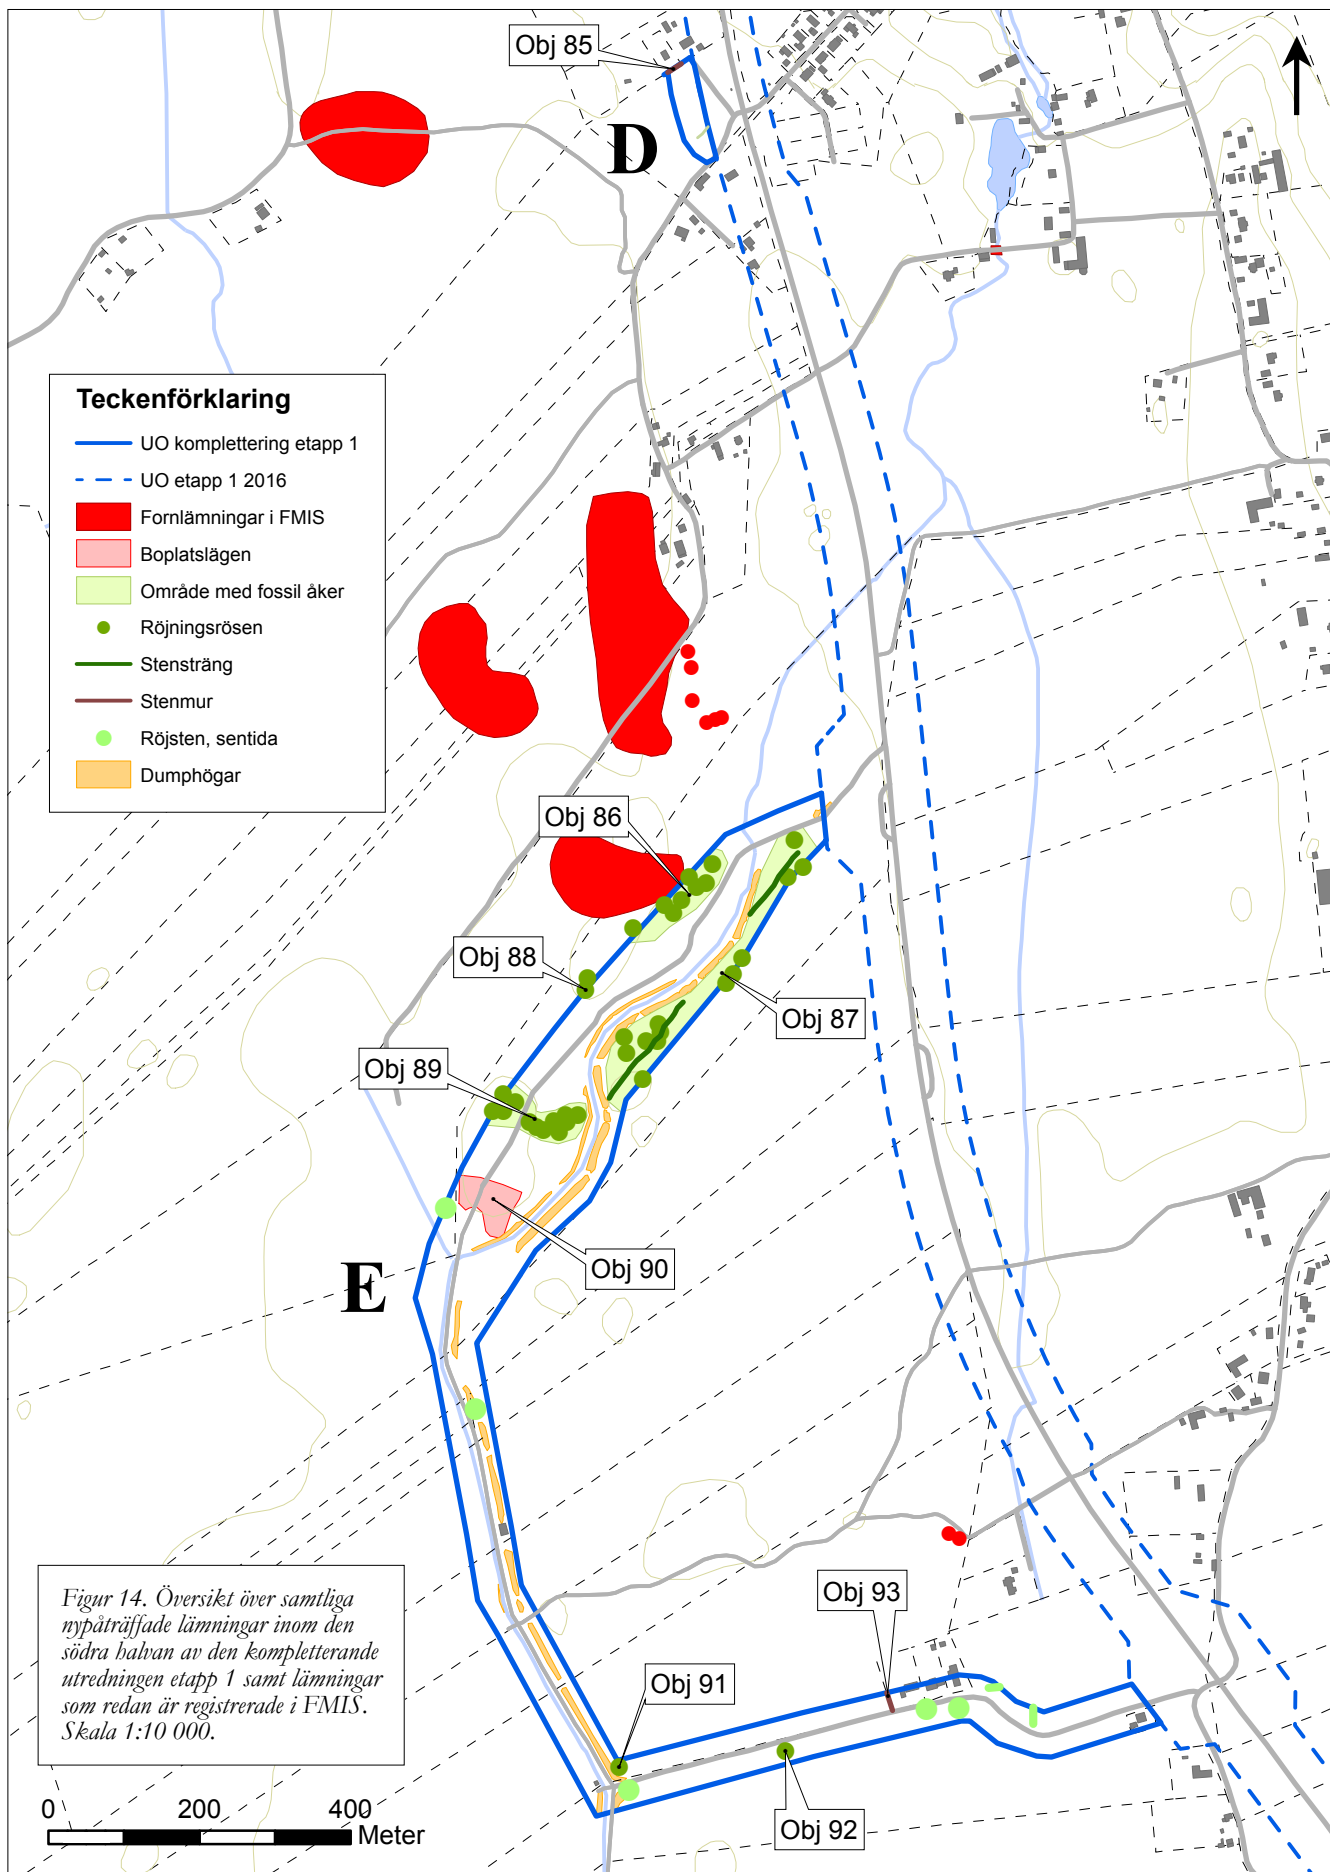 Obj 85
D
Teckenförklaring
UO komplettering etapp 1
UO etapp 1 2016
Fornlämningar i FMIS
Boplatslägen
Område med fossil åker
Röjningsrösen
Stensträng
Stenmur
Röjsten, sentida
Dumphögar
Obj 86
Obj 88
Obj 87
Obj 89
Obj 90
E
Obj 93
Obj 91
Obj 92
Figur 14. Översikt över samtliga
nypåträffade lämningar inom den
södra halvan av den kompletterande
utredningen etapp 1 samt lämningar
som redan är registrerade i FMIS.
Skala 1:10 000.
0 200 400
Meter